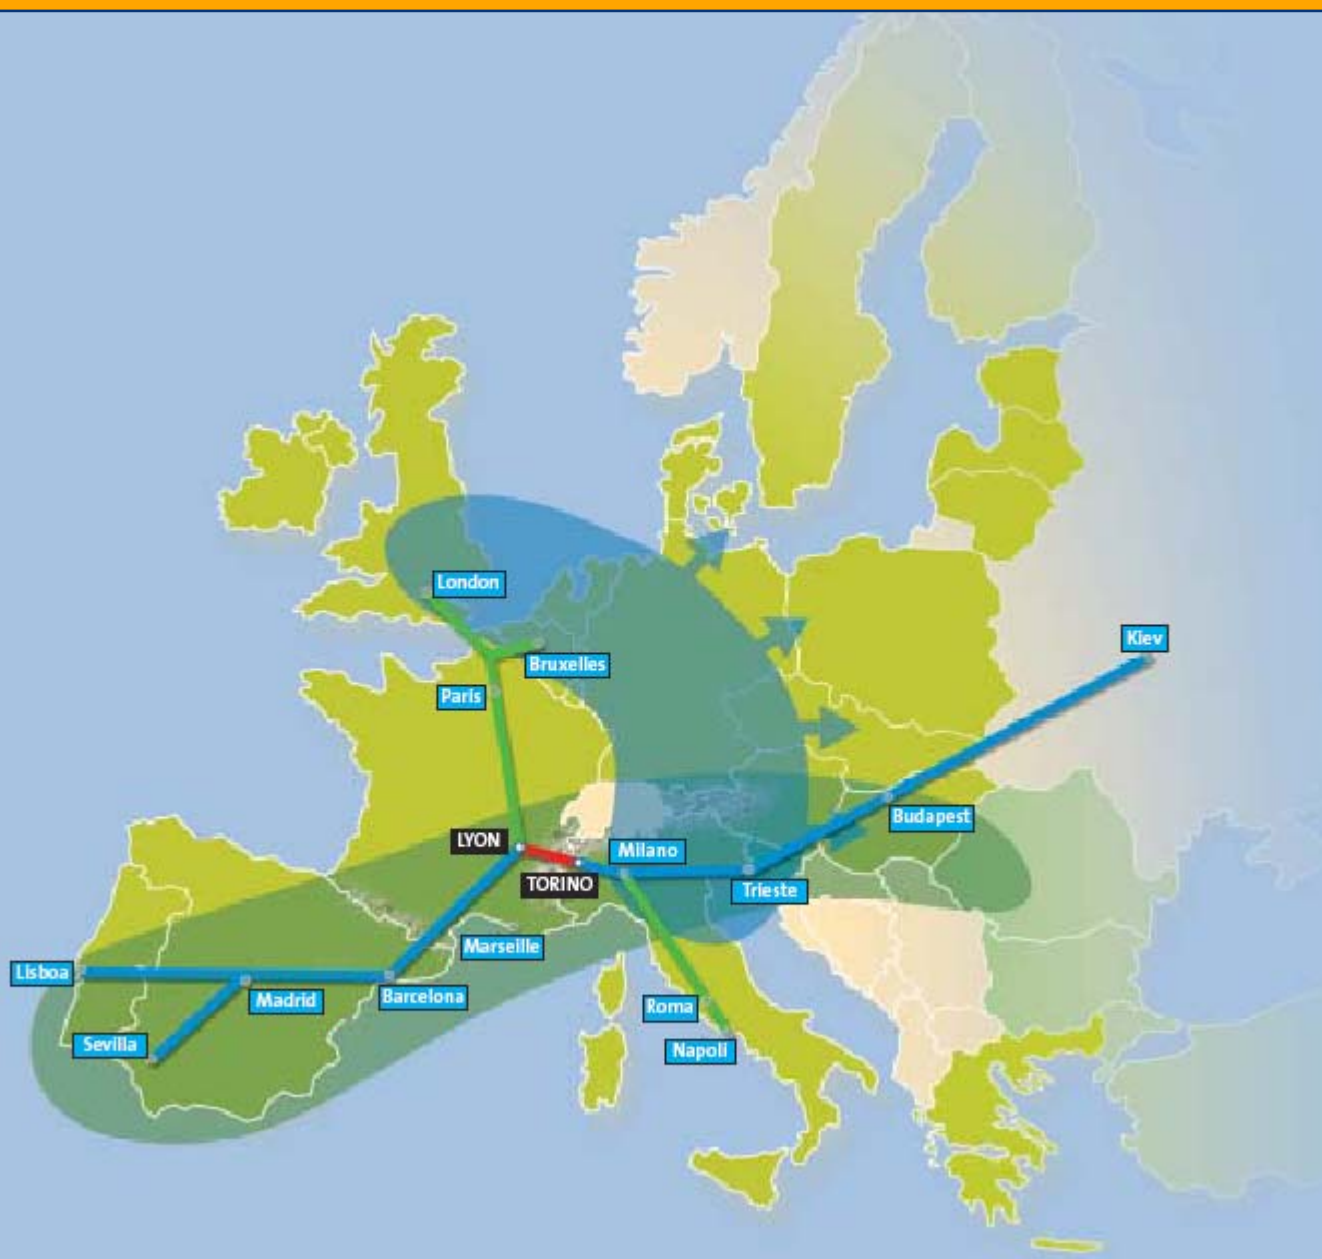 London
Bruxelles
Kiev
Paris
Budapest
LYON
Milano
TORINO
Trieste
Marseille
Lisboa
Madrid
Barcelona
Roma
Sevilla
Napoli